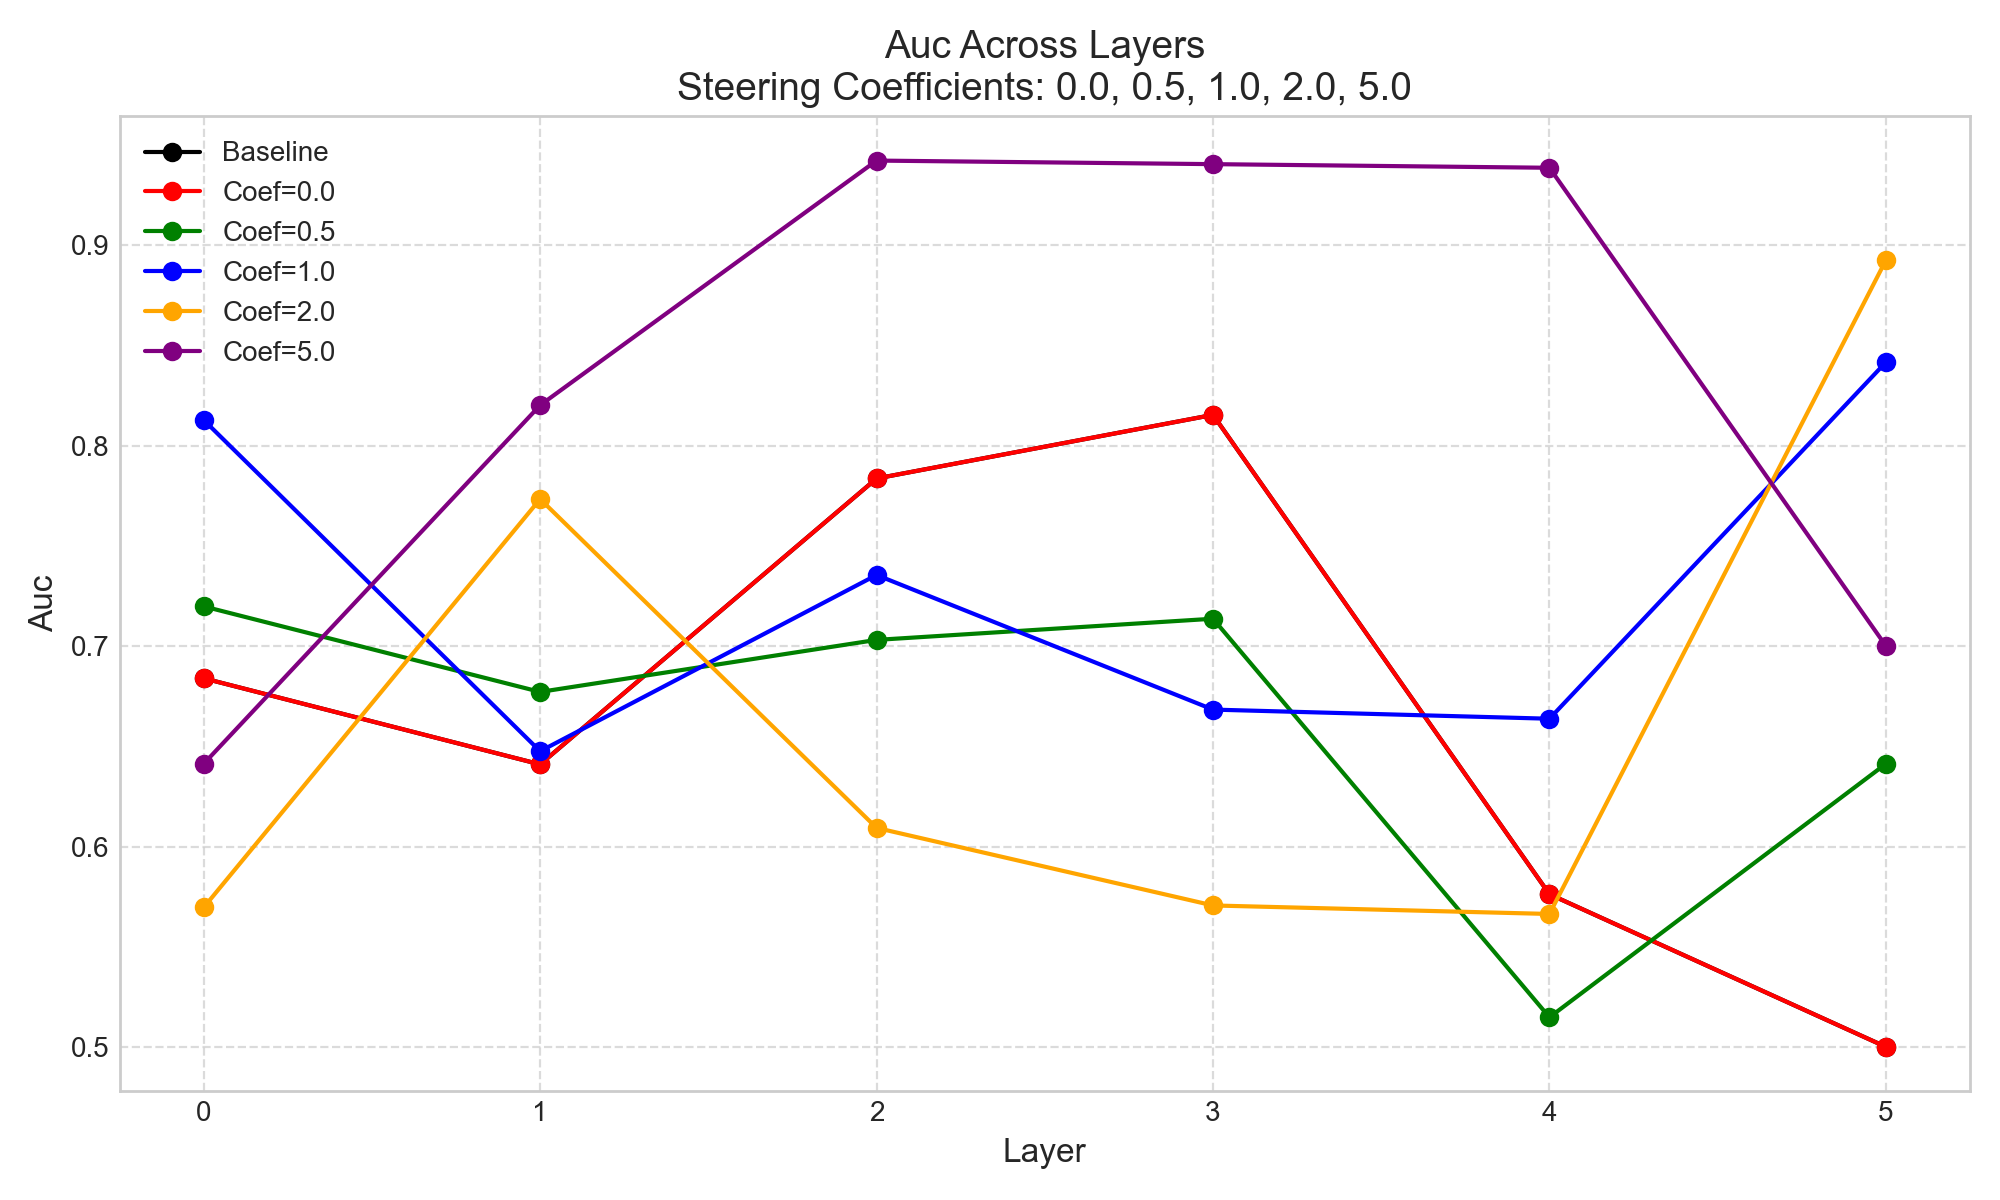 Auc Across Layers
Steering Coefficients: 0.0, 0.5, 1.0, 2.0, 5.0
Baseline
Coef=0.0
Coef=0.5
Coef=1.0
Coef=2.0
Coef=5.0
Auc
0.9
0.8
0.7
0.6
0.5
0 1 2 3 4 5
Layer